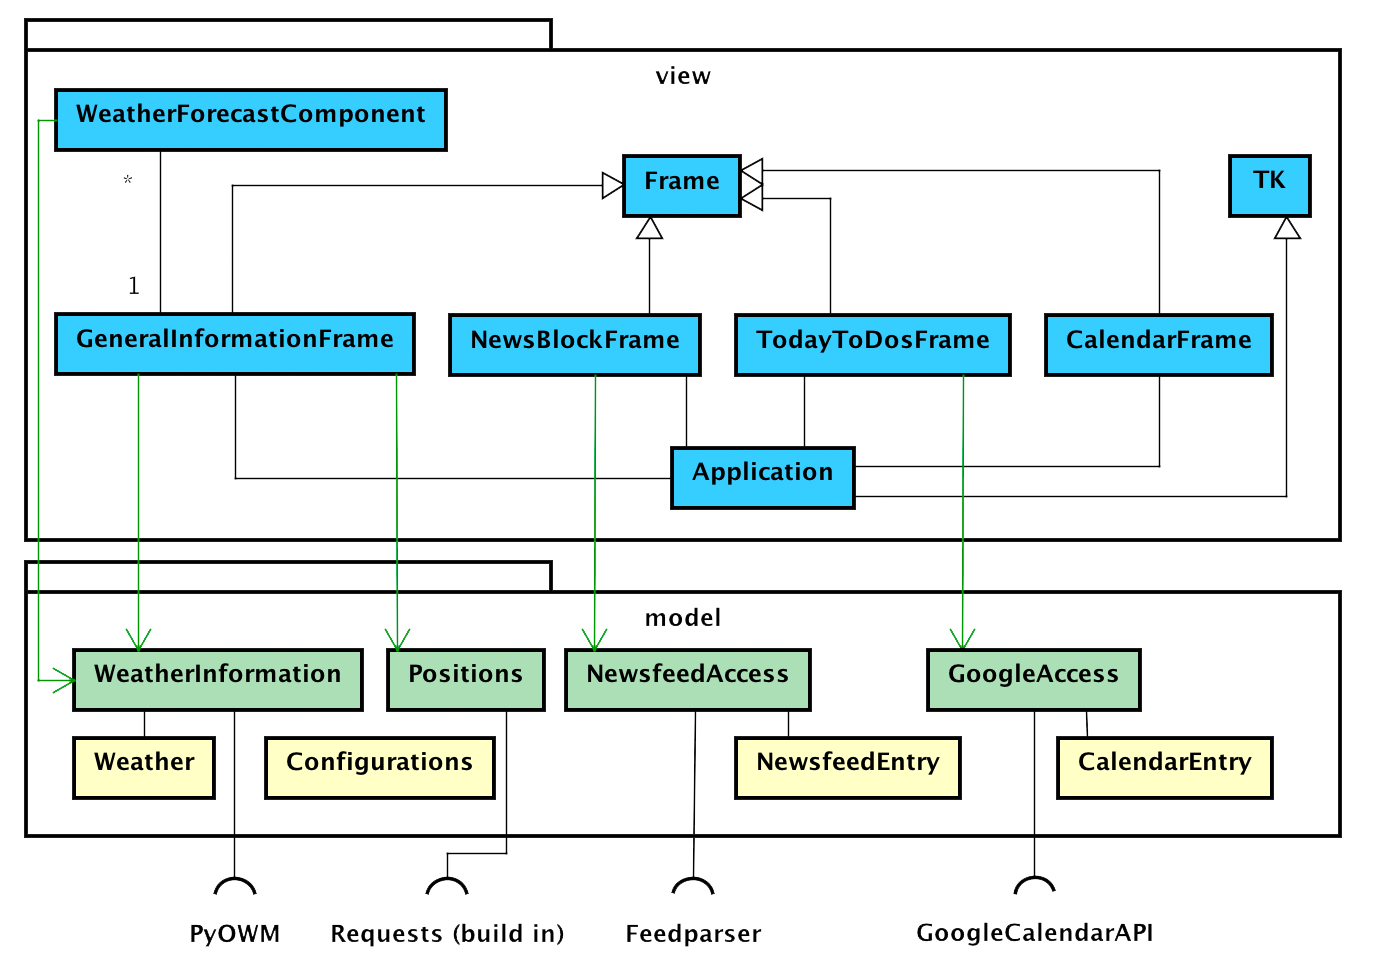 view
WeatherForecastComponent
*
Frame
TK
1
GeneralInformationFrame
NewsBlockFrame
TodayToDosFrame
CalendarFrame
Application
model
WeatherInformation
Positions
NewsfeedAccess
GoogleAccess
Weather
Configurations
NewsfeedEntry
CalendarEntry
PyOWM
Requests (build in)
Feedparser
GoogleCalendarAPI